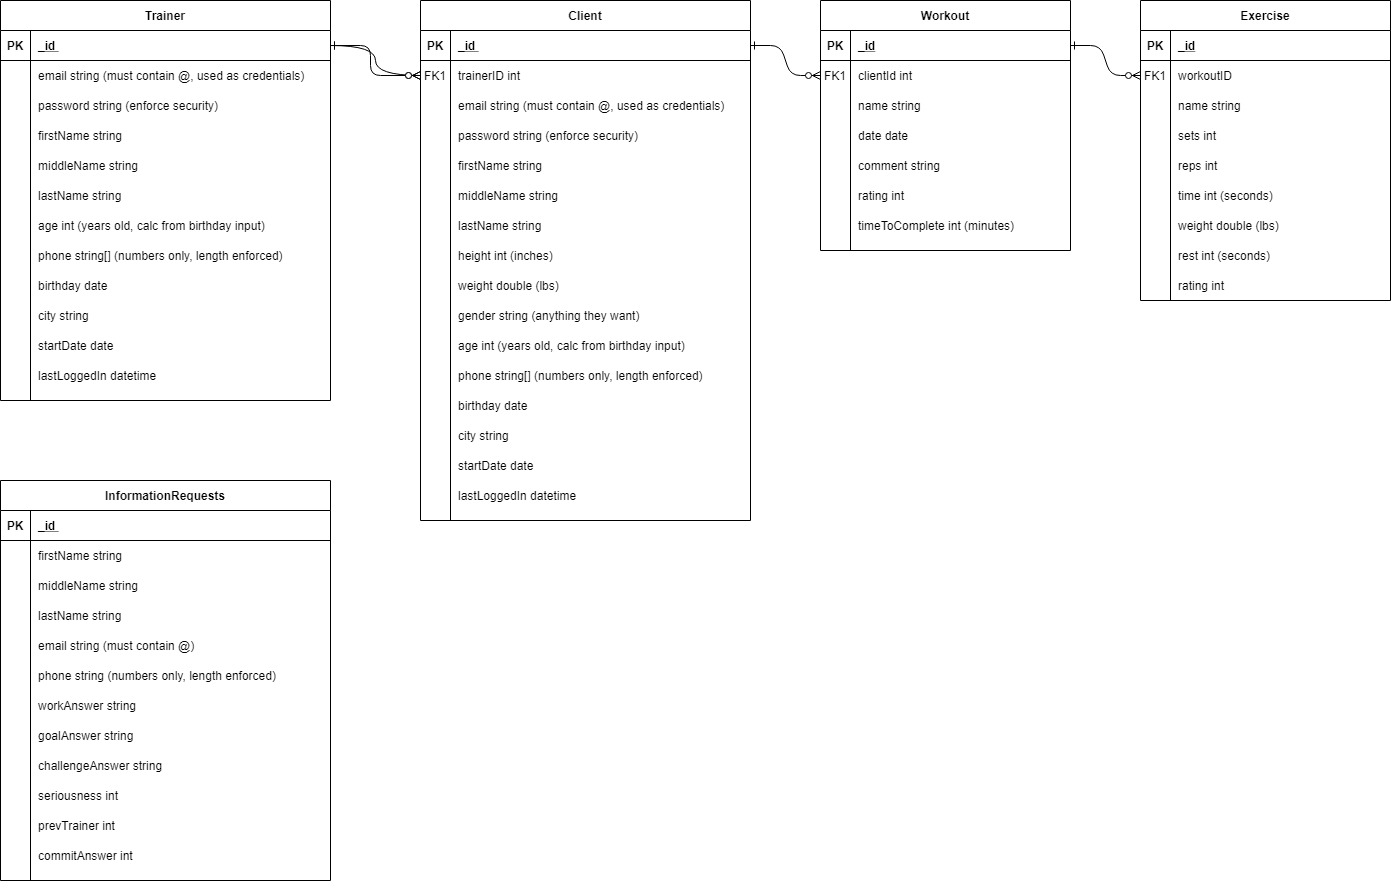 Trainer
PK _id
email string (must contain @, used as credentials)
password string (enforce security)
firstName string
middleName string
lastName string
age int (years old, calc from birthday input)
phone string[] (numbers only, length enforced)
birthday date
city string
startDate date
lastLoggedIn datetime
Client
PK _id
FK1 trainerID int
email string (must contain @, used as credentials)
password string (enforce security)
firstName string
middleName string
lastName string
height int (inches)
weight double (lbs)
gender string (anything they want)
age int (years old, calc from birthday input)
phone string[] (numbers only, length enforced)
birthday date
city string
startDate date
lastLoggedIn datetime
Workout
PK _id
FK1 clientId int
name string
date date
comment string
rating int
timeToComplete int (minutes)
Exercise
PK _id
FK1 workoutID
name string
sets int
reps int
time int (seconds)
weight double (lbs)
rest int (seconds)
rating int
InformationRequests
PK _id
firstName string
middleName string
lastName string
email string (must contain @)
phone string (numbers only, length enforced)
workAnswer string
goalAnswer string
challengeAnswer string
seriousness int
prevTrainer int
commitAnswer int